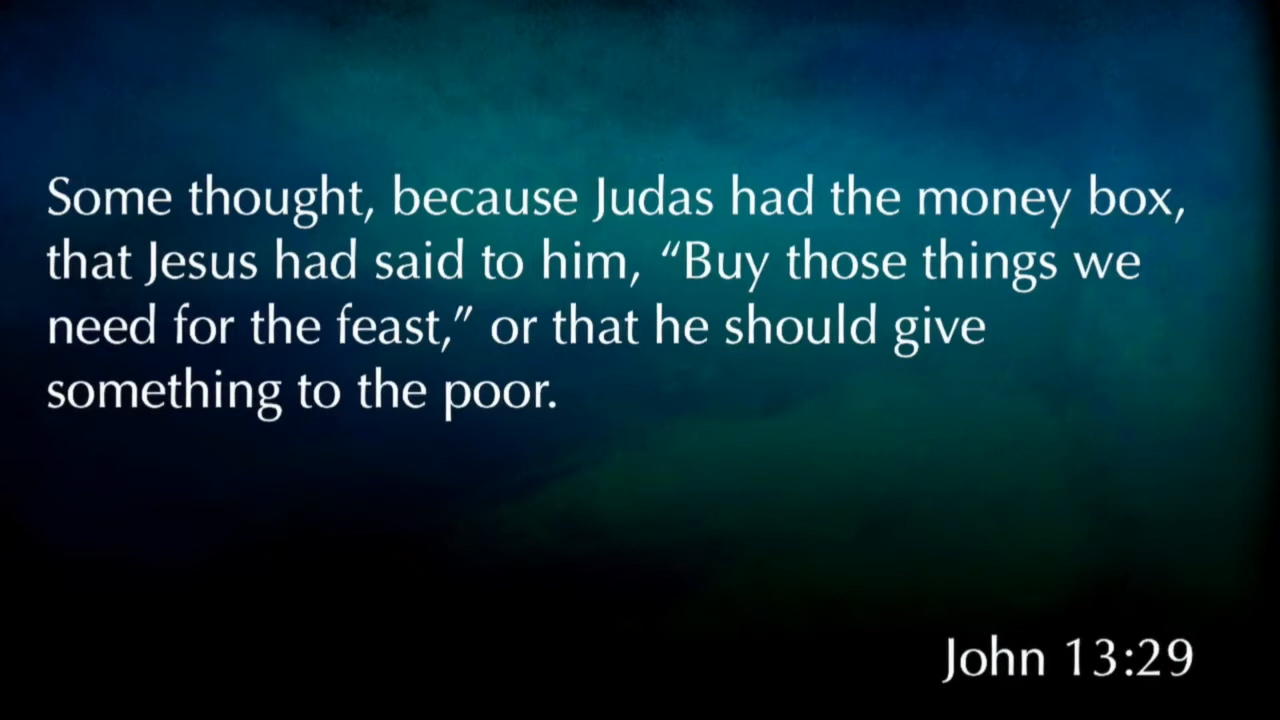 Some thought, because Judas had the money box,
that Jesus had said to him, “Buy those things we
need for the feast,” or that he should give
something to the poor.
John 13:29